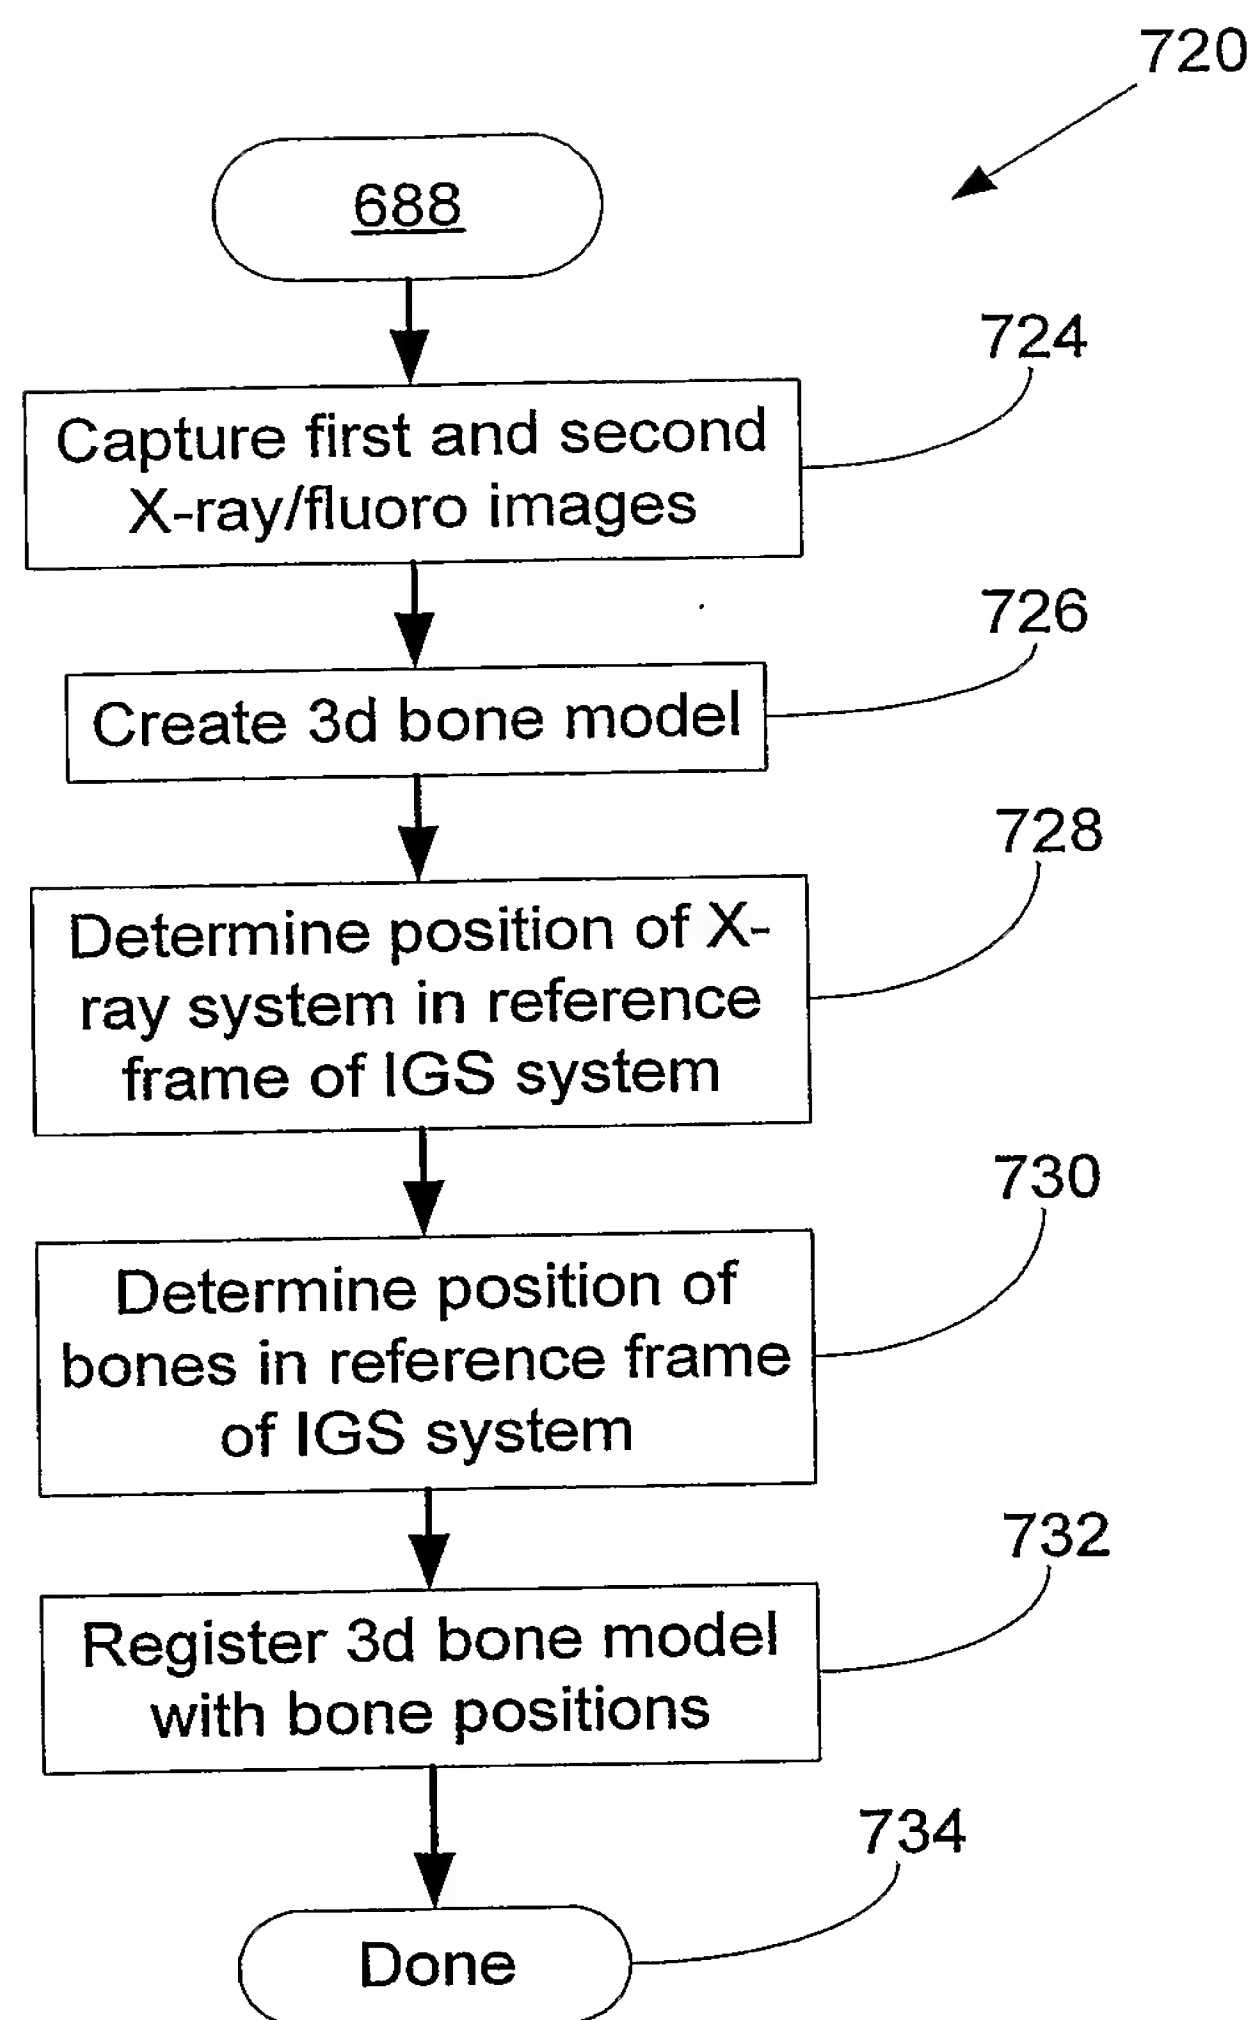 720
688
724
Capture first and second
X-ray/fluoro images
726
Create 3d bone model
728
Determine position of X-
ray system in reference
frame of IGS system
730
Determine position of
bones in reference frame
of IGS system
732
Register 3d bone model
with bone positions
734
Done